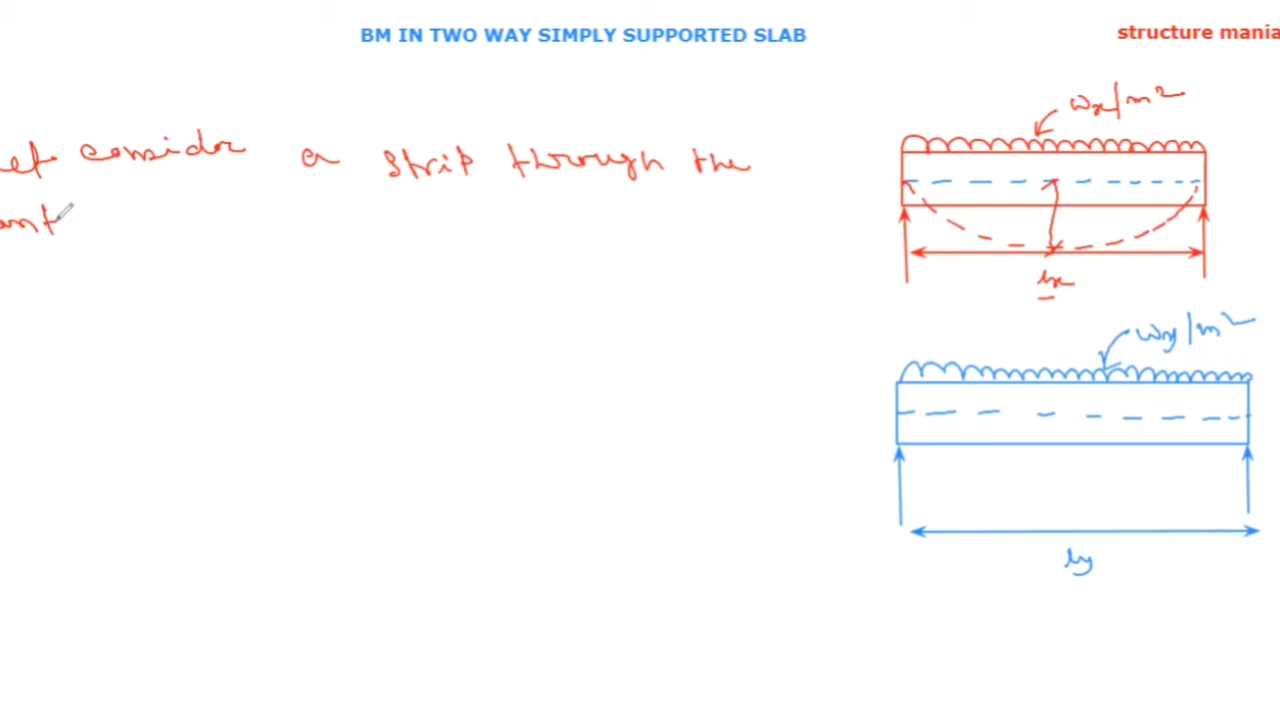 BM IN TWO WAY SIMPLY SUPPORTED SLAB
structure mania
consider a strip through the
wx/m²
lx
wy/m²
ly